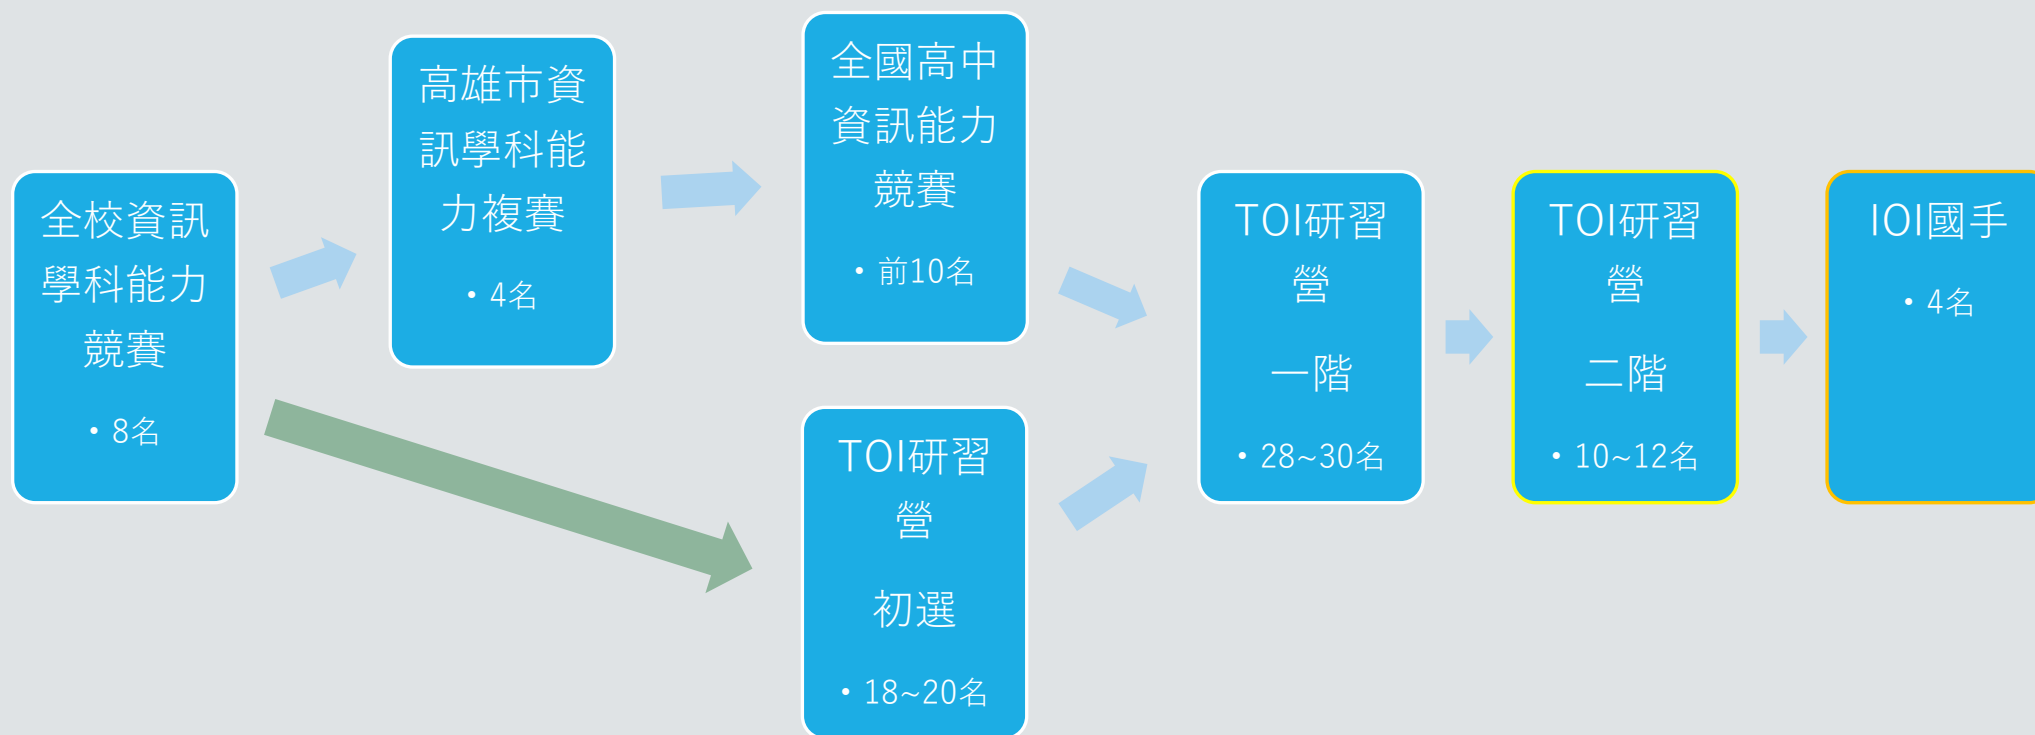 全校資訊
學科能力
競賽
• 8名
高雄市資
訊學科能
力複賽
• 4名
全國高中
資訊能力
競賽
• 前10名
TOI研習
營
初選
• 18~20名
TOI研習
營
一階
• 28~30名
TOI研習
營
二階
• 10~12名
IOI國手
• 4名